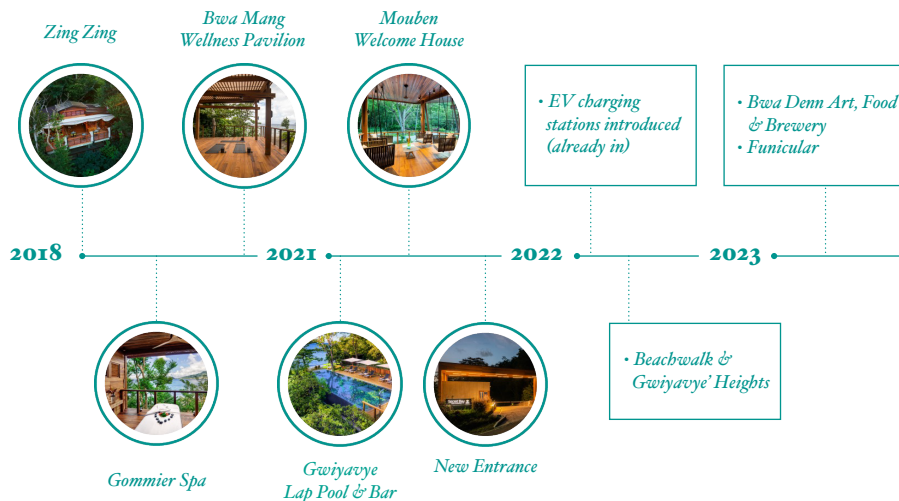 Zing Zing
Bwa Mang
Wellness Pavilion
Mouben
Welcome House
• EV charging
stations introduced
(already in)
• Bwa Denn Art, Food
& Brewery
• Funicular
2018
2021
2022
2023
• Beachwalk &
Gwiyavye’ Heights
Gommier Spa
Gwiyavye
Lap Pool & Bar
New Entrance